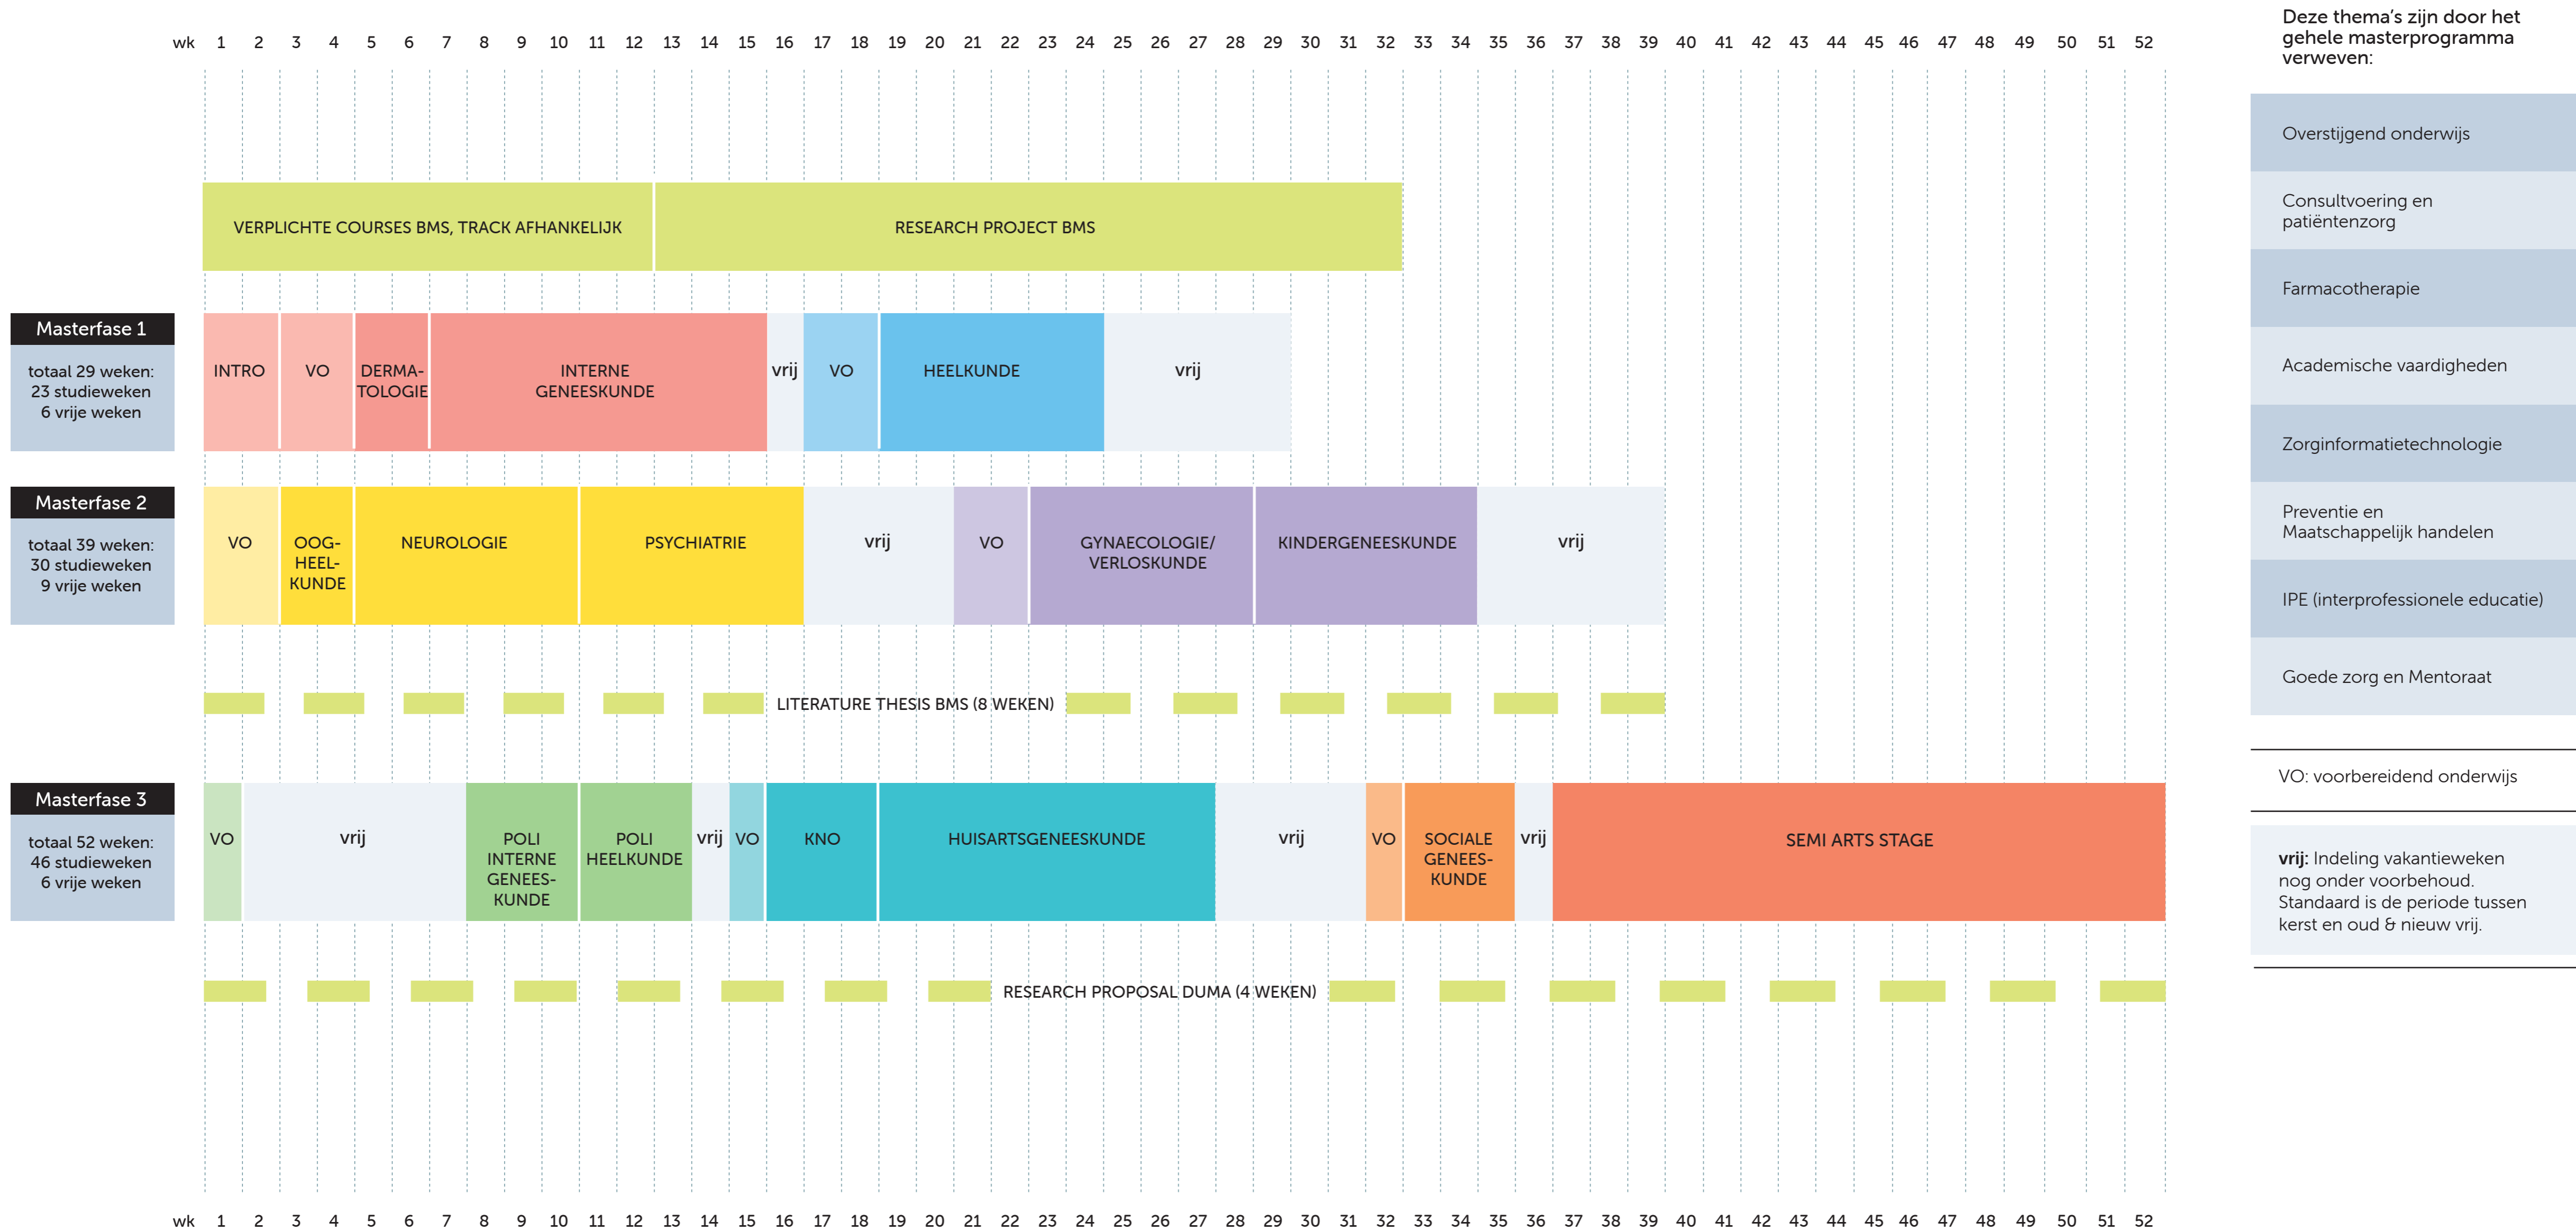 wk 1 2 3 4 5 6 7 8 9 10 11 12 13 14 15 16 17 18 19 20 21 22 23 24 25 26 27 28 29 30 31 32 33 34 35 36 37 38 39 40 41 42 43 44 45 46 47 48 49 50 51 52
VERPLICHTE COURSES BMS, TRACK AFHANKELIJK
RESEARCH PROJECT BMS
Masterfase 1
totaal 29 weken:
23 studieweken
6 vrije weken
INTRO
VO
DERMA-
TOLOGIE
INTERNE
GENEESKUNDE
vrij
VO
HEELKUNDE
vrij
Masterfase 2
totaal 39 weken:
30 studieweken
9 vrije weken
VO
OOG-
HEEL-
KUNDE
NEUROLOGIE
PSYCHIATRIE
vrij
VO
GYNAECOLOGIE/
VERLOSKUNDE
KINDERGENEESKUNDE
vrij
LITERATURE THESIS BMS (8 WEKEN)
Masterfase 3
totaal 52 weken:
46 studieweken
6 vrije weken
VO
vrij
POLI
INTERNE
GENEES-
KUNDE
POLI
HEELKUNDE
vrij
VO
KNO
HUISARTSGENEESKUNDE
vrij
VO
SOCIALE
GENEES-
KUNDE
vrij
SEMI ARTS STAGE
RESEARCH PROPOSAL DUMA (4 WEKEN)
wk 1 2 3 4 5 6 7 8 9 10 11 12 13 14 15 16 17 18 19 20 21 22 23 24 25 26 27 28 29 30 31 32 33 34 35 36 37 38 39 40 41 42 43 44 45 46 47 48 49 50 51 52
Deze thema's zijn door het
gehele masterprogramma
verweven:
Overstijgend onderwijs
Consultvoering en
patiëntenzorg
Farmacotherapie
Academische vaardigheden
Zorginformatietechnologie
Preventie en
Maatschappelijk handelen
IPE (interprofessionele educatie)
Goede zorg en Mentoraat
VO: voorbereidend onderwijs
vrij: Indeling vakantieweken
nog onder voorbehoud.
Standaard is de periode tussen
kerst en oud & nieuw vrij.